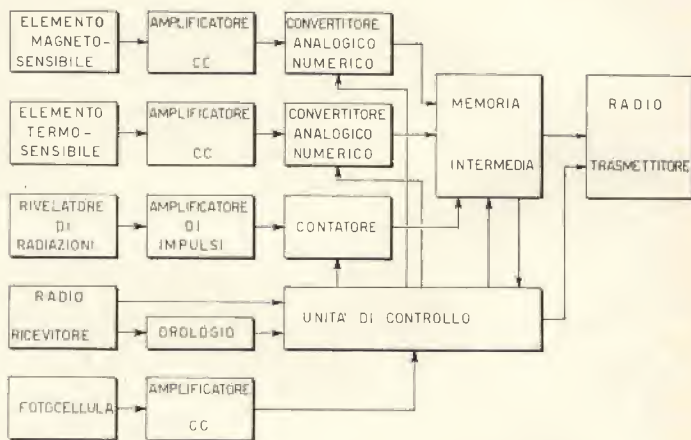 ELEMENTO
MAGNETO-
SENSIBILE
AMPLIFICATORE
CC
CONVERTITORE
ANALOGICO
NUMERICO
ELEMENTO
TERMO-
SENSIBILE
AMPLIFICATORE
CC
CONVERTITORE
ANALOGICO
NUMERICO
MEMORIA
INTERMEDIA
RADIO
TRASMETTITORE
RIVELATORE
DI
RADIAZIONI
AMPLIFICATORE
DI
IMPULSI
CONTATORE
RADIO
RICEVITORE
OROLOGIO
UNITA' DI CONTROLLO
FOTOCELLULA
AMPLIFICATORE
CC